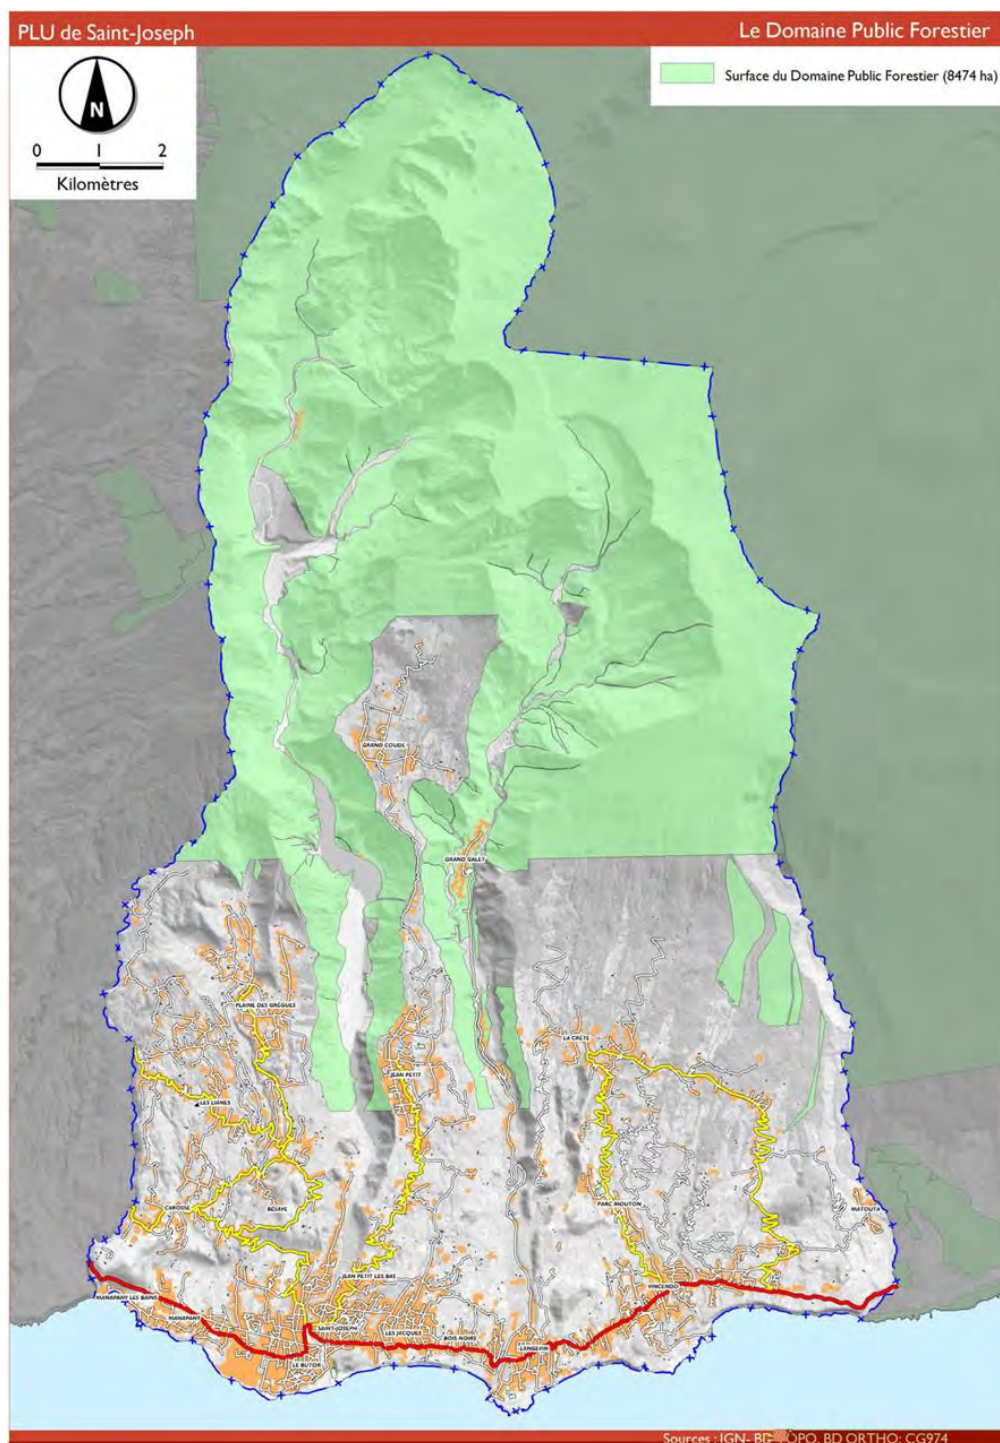 PLU de Saint-Joseph
Le Domaine Public Forestier
Surface du Domaine Public Forestier (8474 ha)
N
0 1 2
Kilomètres
GRAND COUDE
GRAND GALET
PLAINE DES GRÈGUES
LA CRÊTE
JEAN PETIT
LES LIANES
CAROSSE
BÉSAVE
PARC MOUTON
MATOUTA
JEAN PETIT LES BAS
VINCENDO
MANAPANY LES BAINS
MANAPANY
SAINT-JOSEPH
LES JACQUES
BOIS NOIRS
LANGEVIN
LE BUTOR
Sources : IGN- BD TOPO, BD ORTHO; CG974